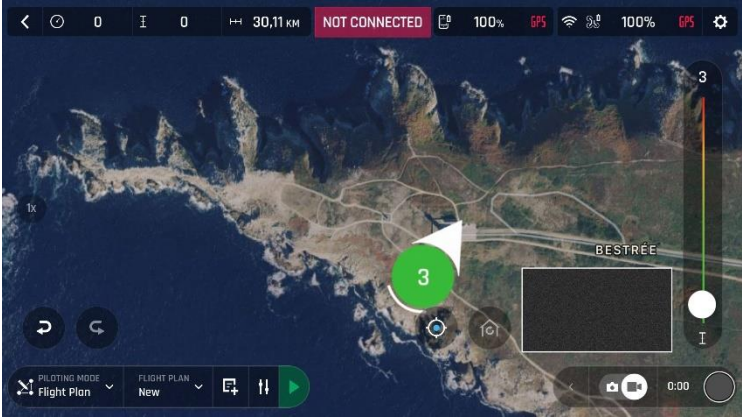 0
0
30,11 км
NOT CONNECTED
100%
GPS
100%
GPS
3
1x
BESTRÉE
3
PILOTING MODE
Flight Plan
FLIGHT PLAN
New
0:00